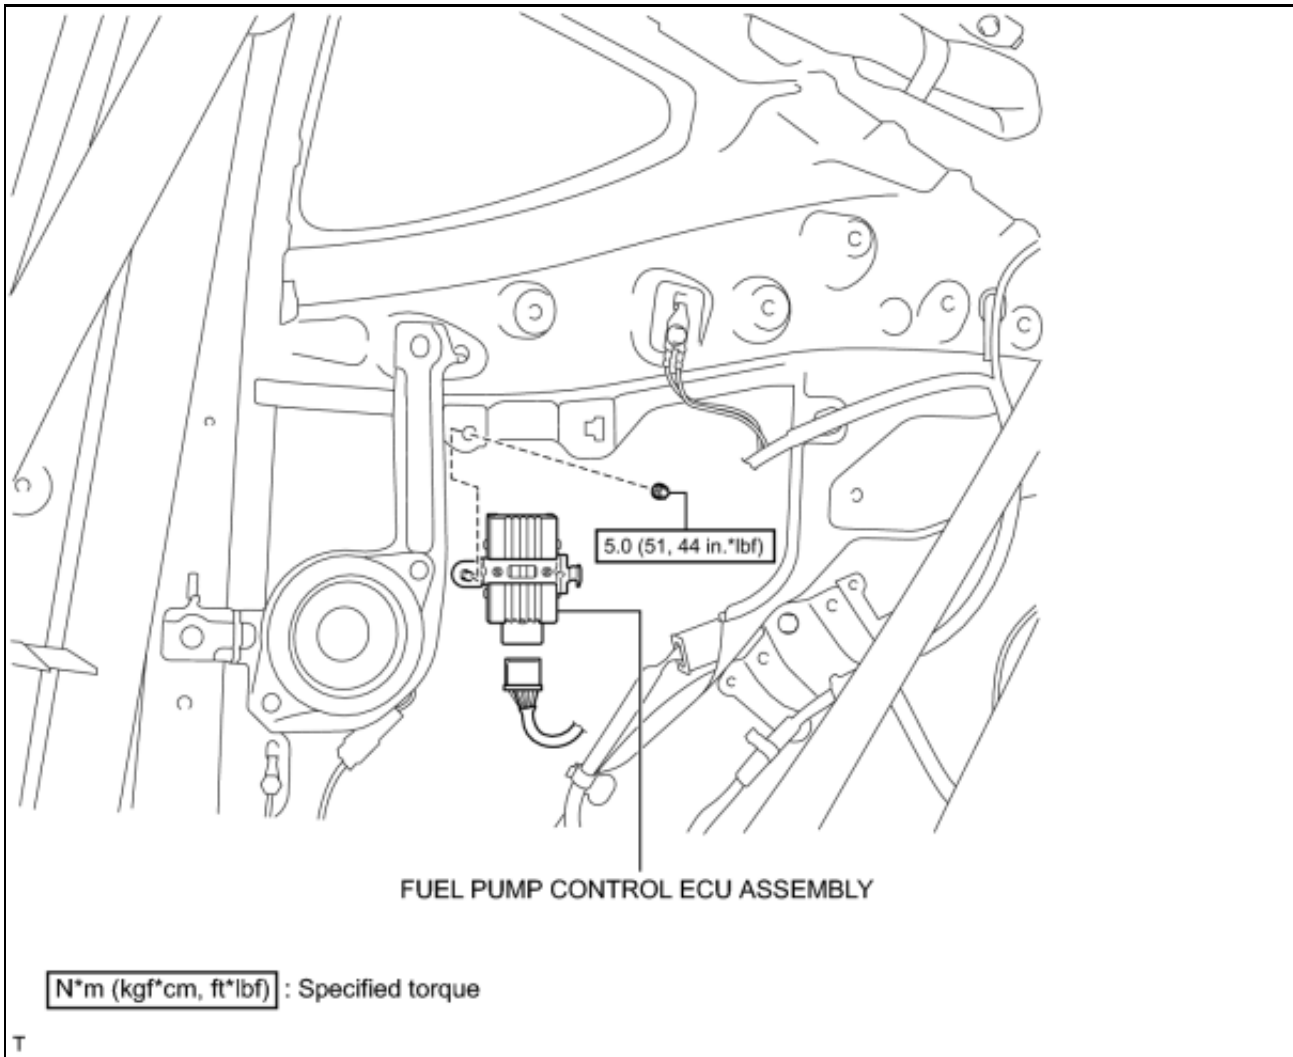 5.0 (51, 44 in.*lbf)
FUEL PUMP CONTROL ECU ASSEMBLY
N*m (kgf*cm, ft*lbf) : Specified torque
T